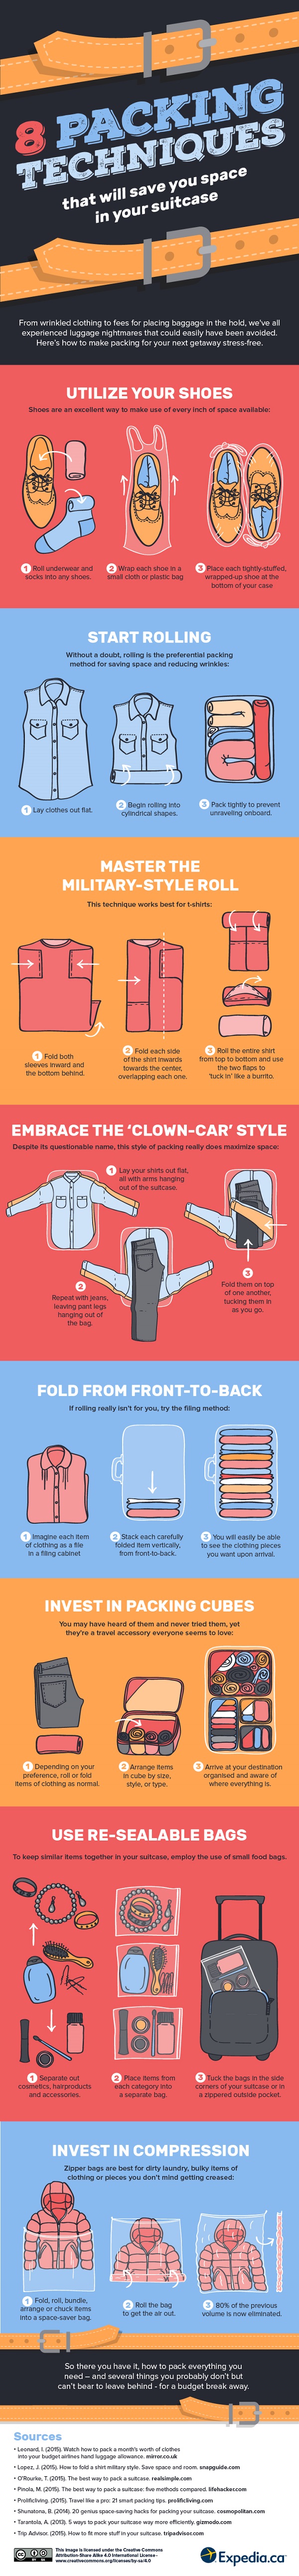 8 PACKING
TECHNIQUES
that will save you space
in your suitcase
From wrinkled clothing to fees for placing baggage in the hold, we've all
experienced luggage nightmares that could easily have been avoided.
Here's how to make packing for your next getaway stress-free.
UTILIZE YOUR SHOES
Shoes are an excellent way to make use of every inch of space available:
1 Roll underwear and
socks into any shoes.
2 Wrap each shoe in a
small cloth or plastic bag
3 Place each tightly-stuffed,
wrapped-up shoe at the
bottom of your case
START ROLLING
Without a doubt, rolling is the preferential packing
method for saving space and reducing wrinkles:
1 Lay clothes out flat.
2 Begin rolling into
cylindrical shapes.
3 Pack tightly to prevent
unraveling onboard.
MASTER THE
MILITARY-STYLE ROLL
This technique works best for t-shirts:
1 Fold both
sleeves inward and
the bottom behind.
2 Fold each side
of the shirt inwards
towards the center,
overlapping each one.
3 Roll the entire shirt
from top to bottom and use
the two flaps to
'tuck in' like a burrito.
EMBRACE THE 'CLOWN-CAR' STYLE
Despite its questionable name, this style of packing really does maximize space:
1 Lay your shirts out flat,
all with arms hanging
out of the suitcase.
2
Repeat with jeans,
leaving pant legs
hanging out of
the bag.
3
Fold them on top
of one another,
tucking them in
as you go.
FOLD FROM FRONT-TO-BACK
If rolling really isn't for you, try the filing method:
1 Imagine each item
of clothing as a file
in a filing cabinet
2 Stack each carefully
folded item vertically,
from front-to-back.
3 You will easily be able
to see the clothing pieces
you want upon arrival.
INVEST IN PACKING CUBES
You may have heard of them and never tried them, yet
they're a travel accessory everyone seems to love:
1 Depending on your
preference, roll or fold
items of clothing as normal.
2 Arrange items
in cube by size,
style, or type.
3 Arrive at your destination
organised and aware of
where everything is.
USE RE-SEALABLE BAGS
To keep similar items together in your suitcase, employ the use of small food bags.
1 Separate out
cosmetics, hairproducts
and accessories.
2 Place items from
each category into
a separate bag.
3 Tuck the bags in the side
corners of your suitcase or in
a zippered outside pocket.
INVEST IN COMPRESSION
Zipper bags are best for dirty laundry, bulky items of
clothing or pieces you don't mind getting creased:
1 Fold, roll, bundle,
arrange or chuck items
into a space-saver bag.
2 Roll the bag
to get the air out.
3 80% of the previous
volume is now eliminated.
So there you have it, how to pack everything you
need – and several things you probably don't but
can't bear to leave behind - for a budget break away.
Sources
• Leonard, I. (2015). Watch how to pack a month's worth of clothes
into your budget airlines hand luggage allowance. mirror.co.uk
• Lopez, J. (2015). How to fold a shirt military style. Save space and room. snapguide.com
• O'Rourke, T. (2015). The best way to pack a suitcase. realsimple.com
• Pinola, M. (2015). The best way to pack a suitcase: five methods compared. lifehacker.com
• Prolificliving. (2015). Travel like a pro: 21 smart packing tips. prolificliving.com
• Shunatona, B. (2014). 20 genius space-saving hacks for packing your suitcase. cosmopolitan.com
• Tarantola, A. (2013). 5 ways to pack your suitcase way more efficiently. gizmodo.com
• Trip Advisor. (2015). How to fit more stuff in your suitcase. tripadvisor.com
This image is licensed under the Creative Commons
Attribution-Share Alike 4.0 International License -
www.creativecommons.org/licenses/by-sa/4.0
Expedia.ca